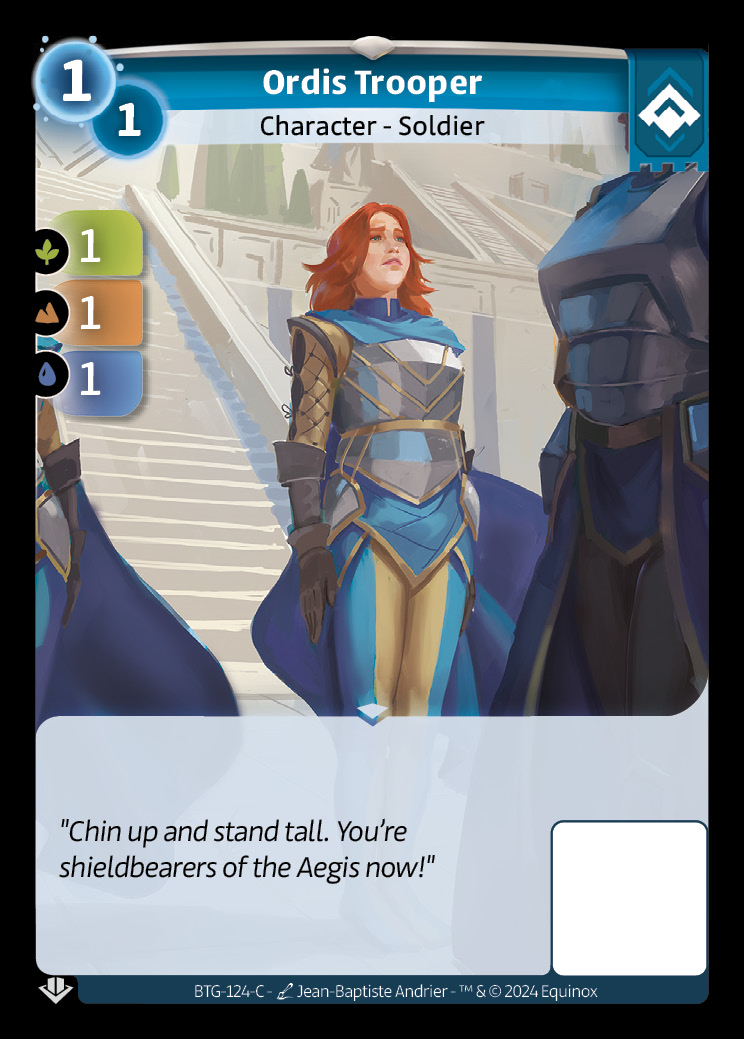 1
Ordis Trooper
1
Character - Soldier
1
1
1
"Chin up and stand tall. You’re
shieldbearers of the Aegis now!"
BTG-124-C - Jean-Baptiste Andrier - ™ & © 2024 Equinox